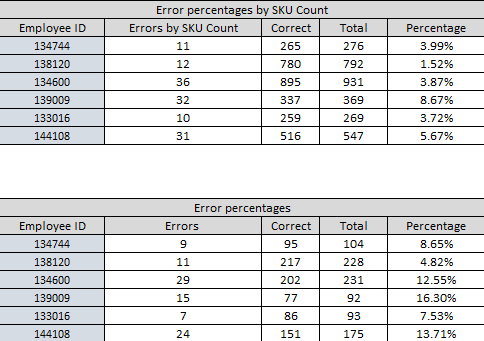 Error percentages by SKU Count
Employee ID Errors by SKU Count Correct Total Percentage
134744 11 265 276 3.99%
138120 12 780 792 1.52%
134600 36 895 931 3.87%
139009 32 337 369 8.67%
133016 10 259 269 3.72%
144108 31 516 547 5.67%
Error percentages
Employee ID Errors Correct Total Percentage
134744 9 95 104 8.65%
138120 11 217 228 4.82%
134600 29 202 231 12.55%
139009 15 77 92 16.30%
133016 7 86 93 7.53%
144108 24 151 175 13.71%